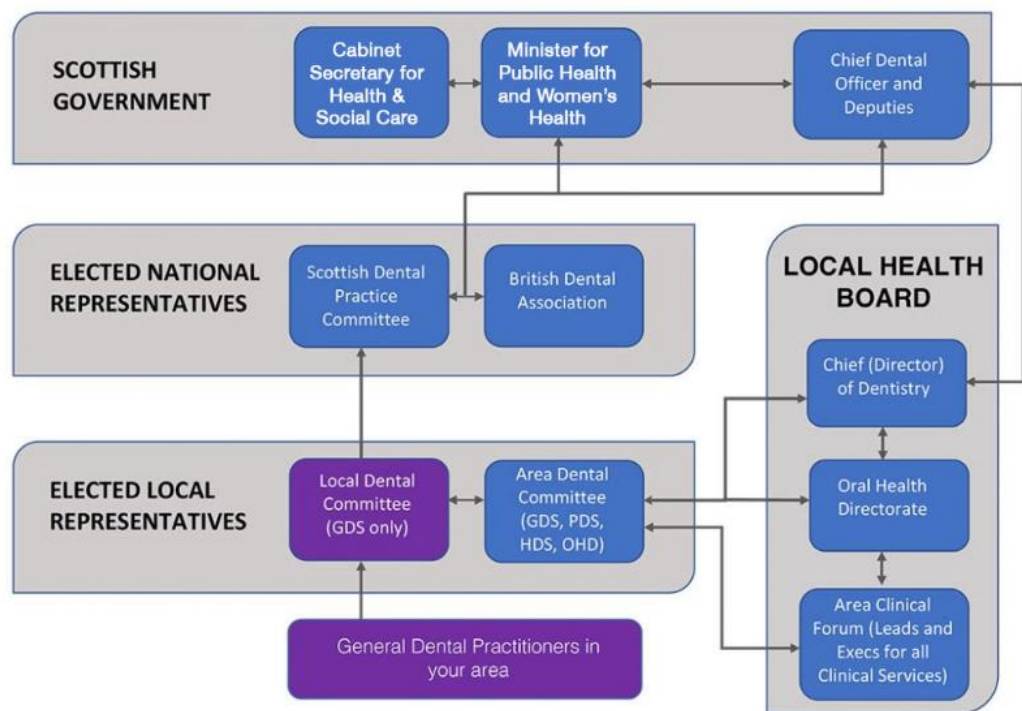 SCOTTISH
GOVERNMENT
Cabinet
Secretary for
Health &
Social Care
Minister for
Public Health
and Women's
Health
Chief Dental
Officer and
Deputies
ELECTED NATIONAL
REPRESENTATIVES
Scottish Dental
Practice
Committee
British Dental
Association
LOCAL HEALTH
BOARD
Chief (Director)
of Dentistry
Oral Health
Directorate
Area Clinical
Forum (Leads and
Execs for all
Clinical Services)
ELECTED LOCAL
REPRESENTATIVES
Local Dental
Committee
(GDS only)
Area Dental
Committee
(GDS, PDS,
HDS, OHD)
General Dental Practitioners in
your area